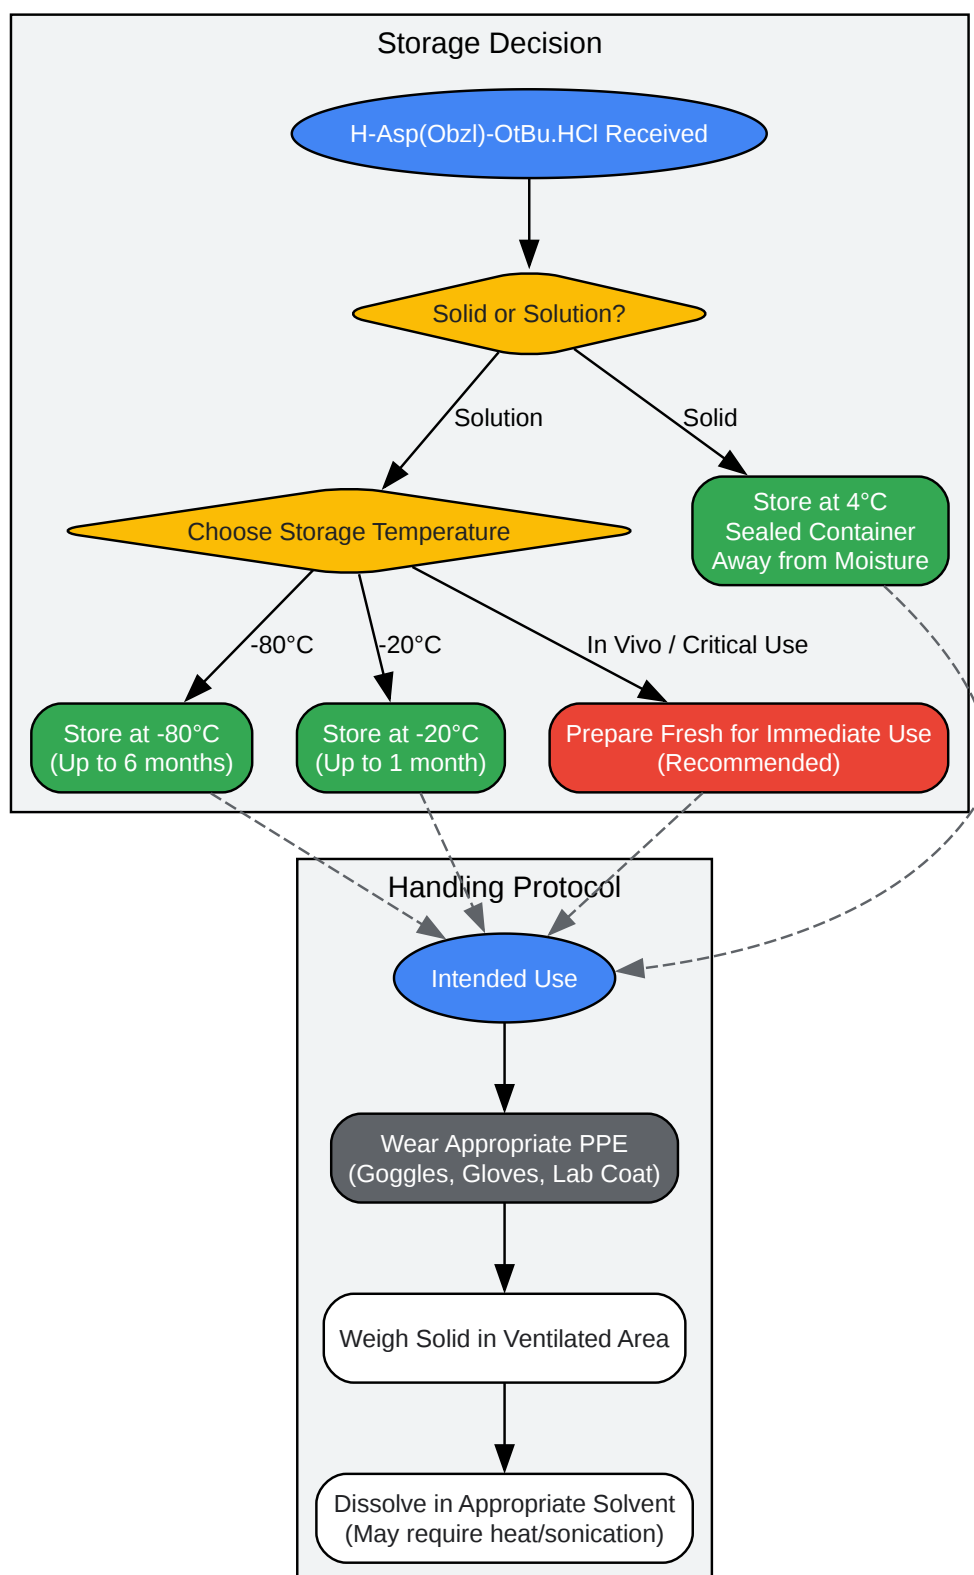 Storage Decision
H-Asp(Obzl)-OtBu.HCl Received
Solid or Solution?
Solution
Solid
Choose Storage Temperature
Store at 4°C
Sealed Container
Away from Moisture
-80°C
-20°C
In Vivo / Critical Use
Store at -80°C
(Up to 6 months)
Store at -20°C
(Up to 1 month)
Prepare Fresh for Immediate Use
(Recommended)
Handling Protocol
Intended Use
Wear Appropriate PPE
(Goggles, Gloves, Lab Coat)
Weigh Solid in Ventilated Area
Dissolve in Appropriate Solvent
(May require heat/sonication)